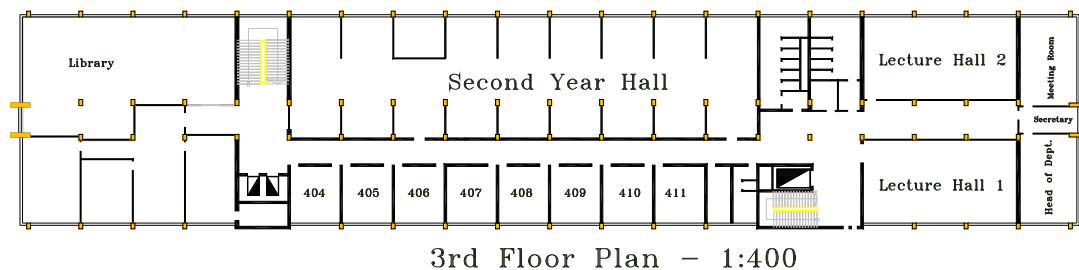 Library
Second Year Hall
Lecture Hall 2
Meeting Room
Secretary
404
405
406
407
408
409
410
411
Lecture Hall 1
Head of Dept.
3rd Floor Plan - 1:400